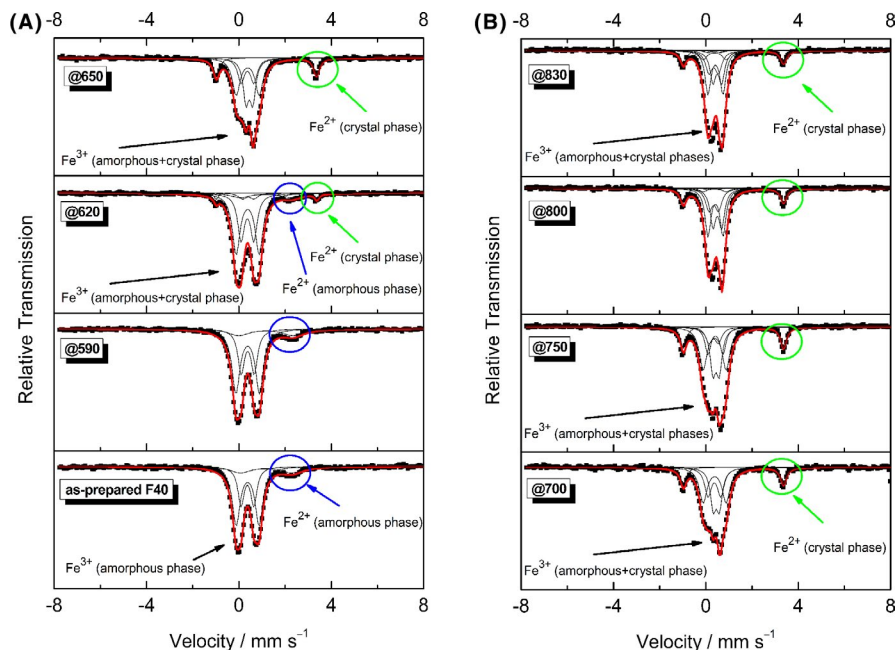 (A)
-8 -4 0 4 8
@650
Fe2+ (crystal phase)
Fe3+ (amorphous+crystal phase)
@620
Fe2+ (crystal phase)
Fe2+ (amorphous phase)
Fe3+ (amorphous+crystal phase)
@590
as-prepared F40
Fe2+ (amorphous phase)
Fe3+ (amorphous phase)
-8 -4 0 4 8
Velocity / mm s−1
Relative Transmission
(B)
-8 -4 0 4 8
@830
Fe2+ (crystal phase)
Fe3+ (amorphous+crystal phases)
@800
@750
Fe3+ (amorphous+crystal phases)
@700
Fe2+ (crystal phase)
Fe3+ (amorphous+crystal phases)
-8 -4 0 4 8
Velocity / mm s−1
Relative Transmission